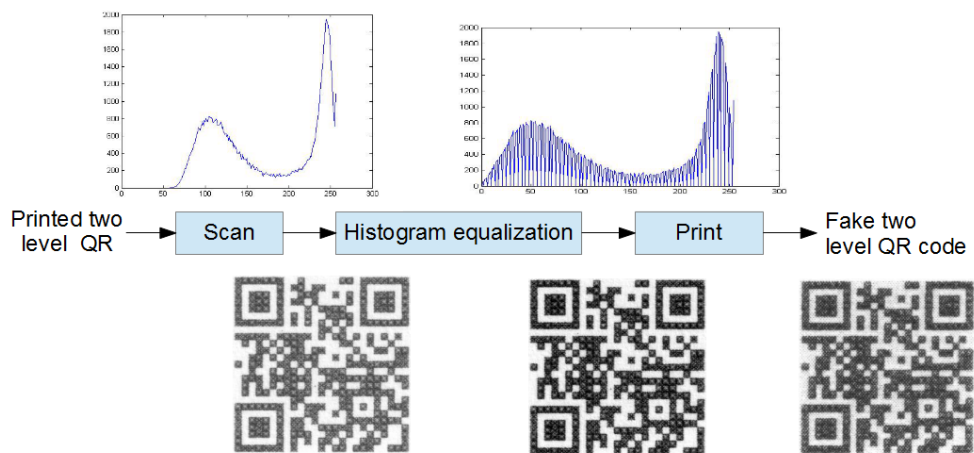 2000
1800
1600
1400
1200
1000
800
600
400
200
0
0 50 100 150 200 250 300
2000
1800
1600
1400
1200
1000
800
600
400
200
0
0 50 100 150 200 250 300
Printed two
level QR
Scan
Histogram equalization
Print
Fake two
level QR code